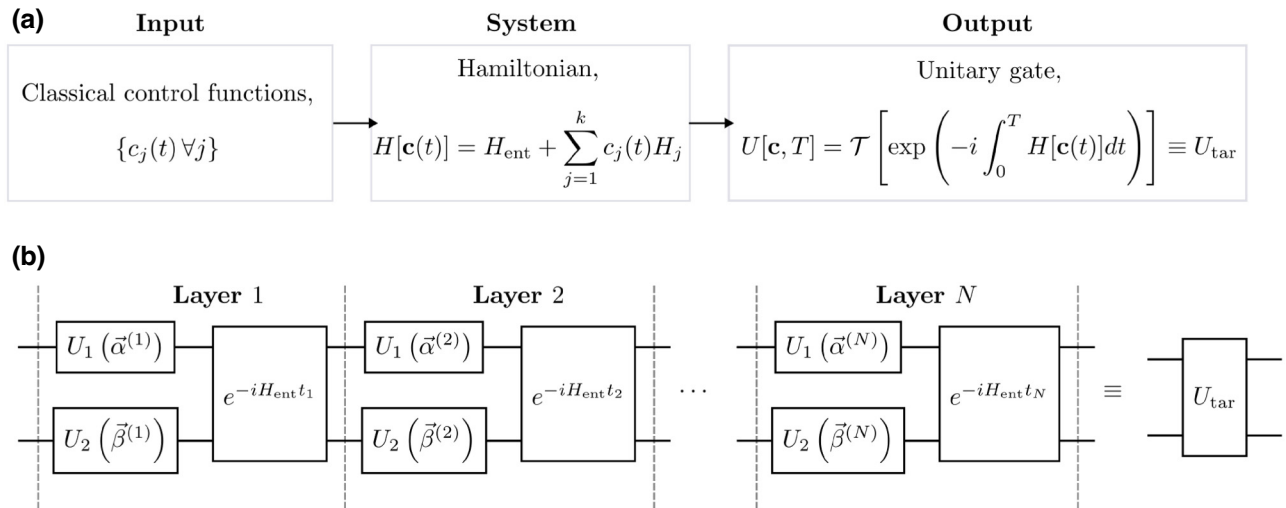 (a)
Input
System
Output
Classical control functions,
{c_j(t) ∀j}
Hamiltonian,
H[𝐜(t)] = H_ent + ∑_{j=1}^{k} c_j(t)H_j
Unitary gate,
U[𝐜, T] = 𝒯 [exp (−i ∫_0^T H[𝐜(t)]dt)] ≡ U_tar
(b)
Layer 1
Layer 2
Layer N
U_1 (α⃗^(1))
U_2 (β⃗^(1))
e^{−iH_ent t_1}
U_1 (α⃗^(2))
U_2 (β⃗^(2))
e^{−iH_ent t_2}
⋯
U_1 (α⃗^(N))
U_2 (β⃗^(N))
e^{−iH_ent t_N}
≡
U_tar